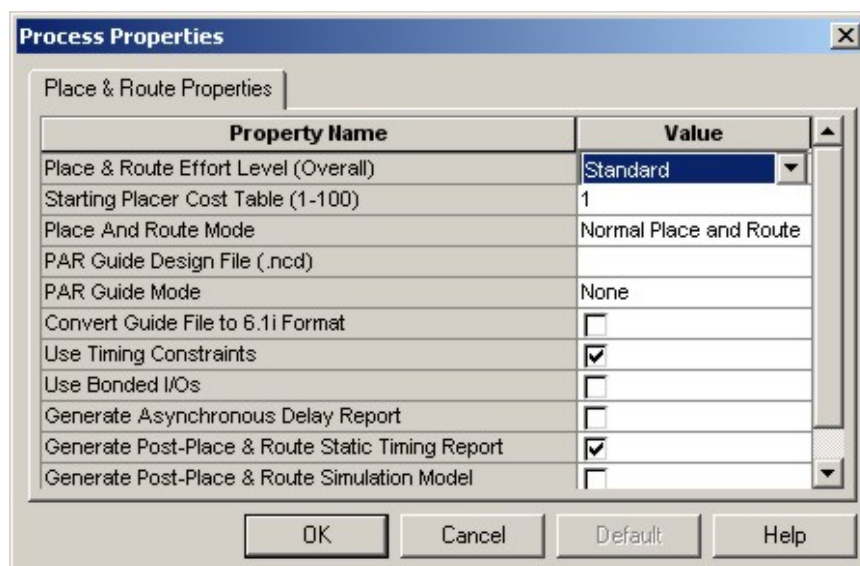 Process Properties
Place & Route Properties
Property Name Value
Place & Route Effort Level (Overall) Standard
Starting Placer Cost Table (1-100) 1
Place And Route Mode Normal Place and Route
PAR Guide Design File (.ncd)
PAR Guide Mode None
Convert Guide File to 6.1i Format
Use Timing Constraints
Use Bonded I/Os
Generate Asynchronous Delay Report
Generate Post-Place & Route Static Timing Report
Generate Post-Place & Route Simulation Model
OK Cancel Default Help